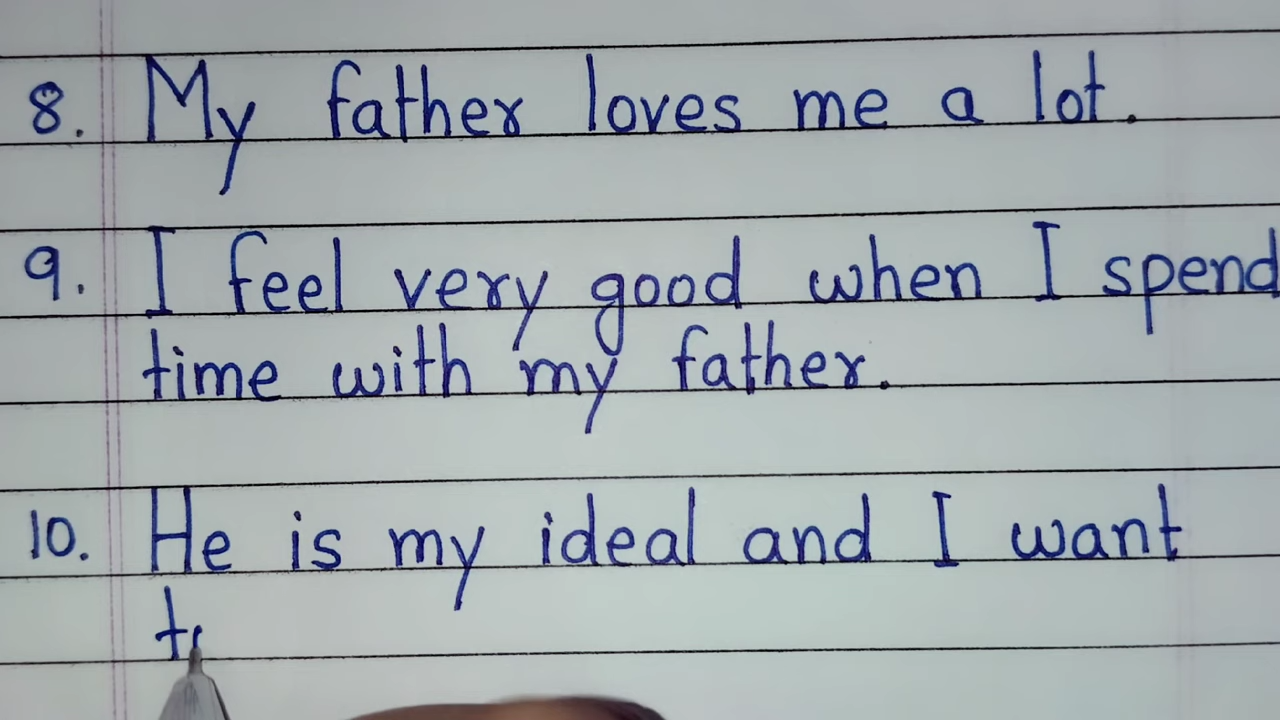 8. My father loves me a lot.
9. I feel very good when I spend
time with my father.
10. He is my ideal and I want